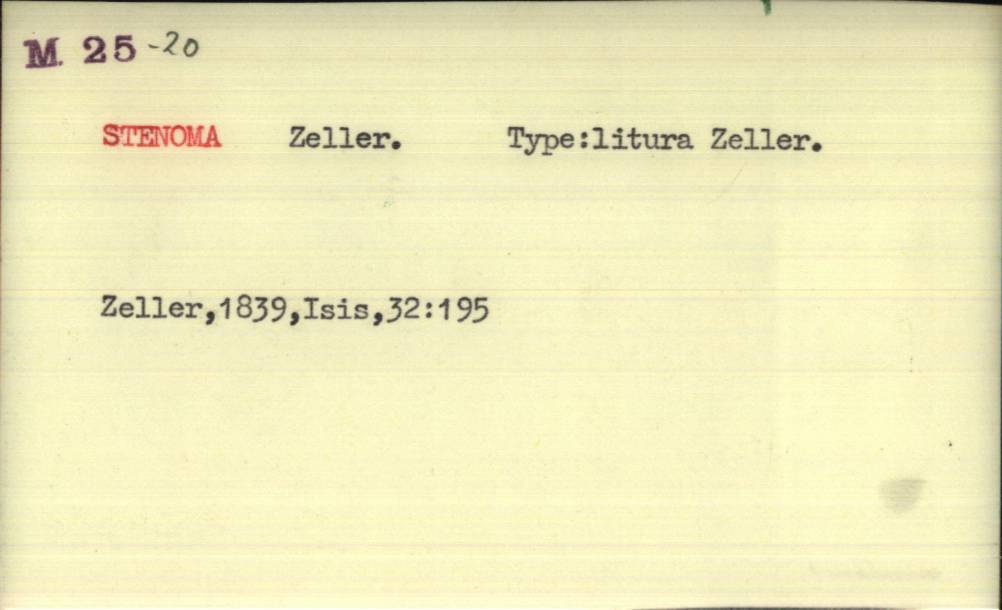 M. 25 -20
STENOMA Zeller. Type:litura Zeller.
Zeller,1839,Isis,32:195